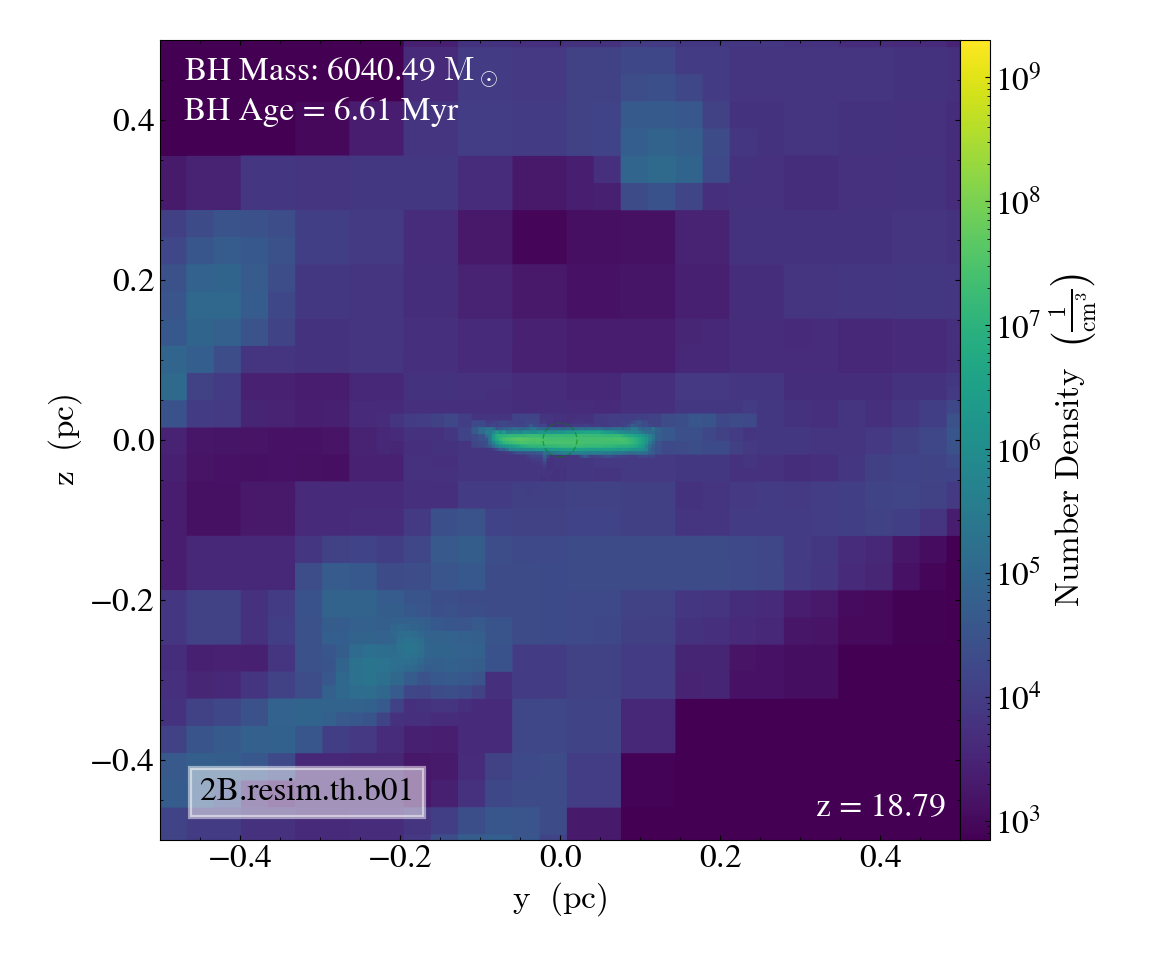 BH Mass: 6040.49 M⊙
BH Age = 6.61 Myr
0.4
0.2
0.0
−0.2
−0.4
z (pc)
2B.resim.th.b01
z = 18.79
−0.4 −0.2 0.0 0.2 0.4
y (pc)
10⁹
10⁸
10⁷
10⁶
10⁵
10⁴
10³
Number Density (1/cm³)